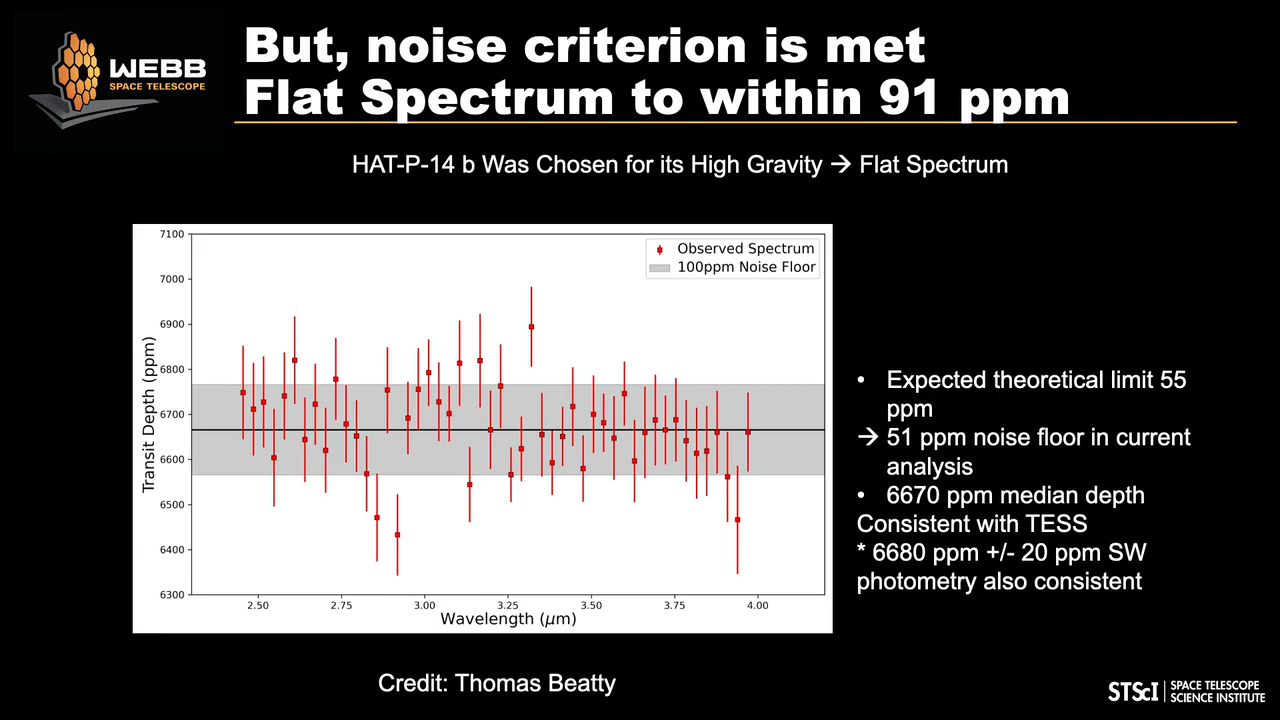 WEBB
SPACE TELESCOPE
But, noise criterion is met
Flat Spectrum to within 91 ppm
HAT-P-14 b Was Chosen for its High Gravity → Flat Spectrum
7100
7000
6900
6800
6700
6600
6500
6400
6300
Transit Depth (ppm)
Observed Spectrum
100ppm Noise Floor
2.50 2.75 3.00 3.25 3.50 3.75 4.00
Wavelength (μm)
• Expected theoretical limit 55
ppm
→ 51 ppm noise floor in current
analysis
• 6670 ppm median depth
Consistent with TESS
* 6680 ppm +/- 20 ppm SW
photometry also consistent
Credit: Thomas Beatty
STScI | SPACE TELESCOPE
SCIENCE INSTITUTE